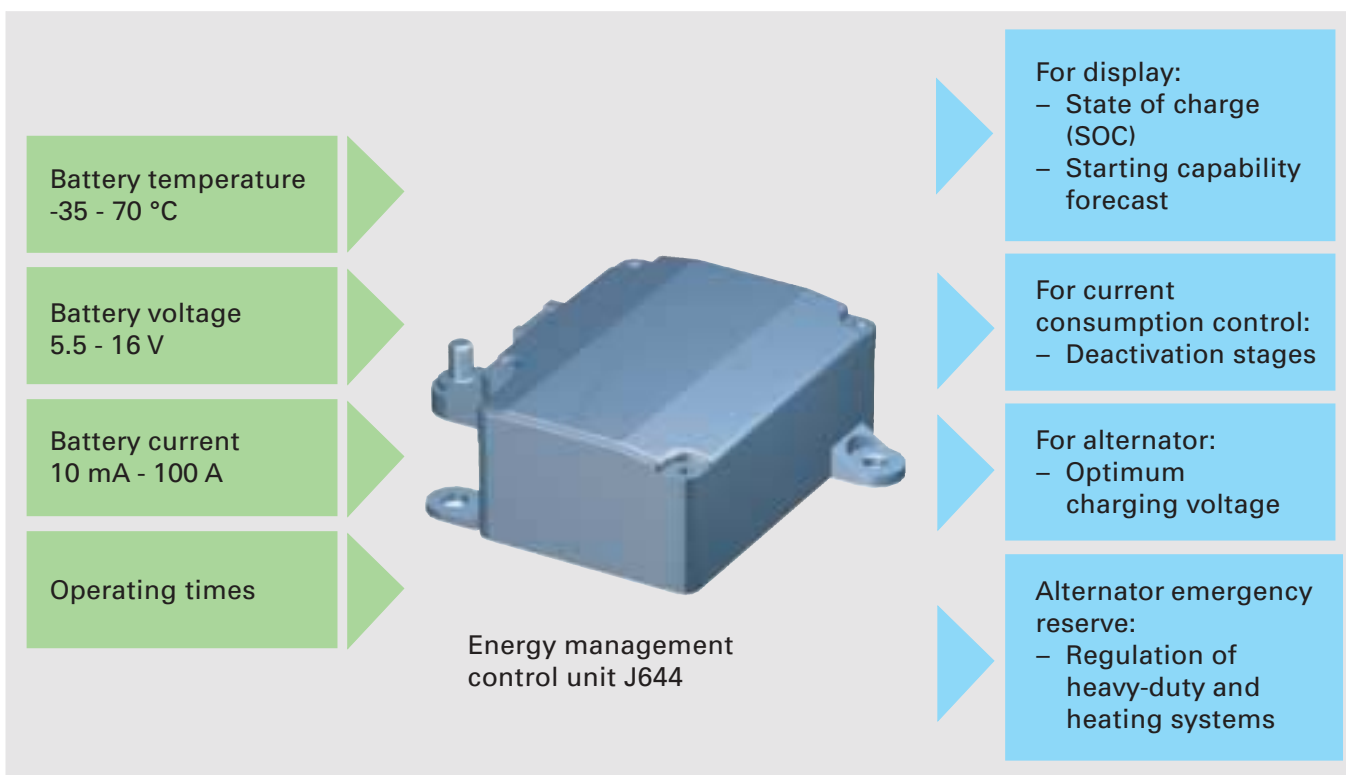 Battery temperature
-35 - 70 °C
Battery voltage
5.5 - 16 V
Battery current
10 mA - 100 A
Operating times
Energy management
control unit J644
For display:
– State of charge
(SOC)
– Starting capability
forecast
For current
consumption control:
– Deactivation stages
For alternator:
– Optimum
charging voltage
Alternator emergency
reserve:
– Regulation of
heavy-duty and
heating systems